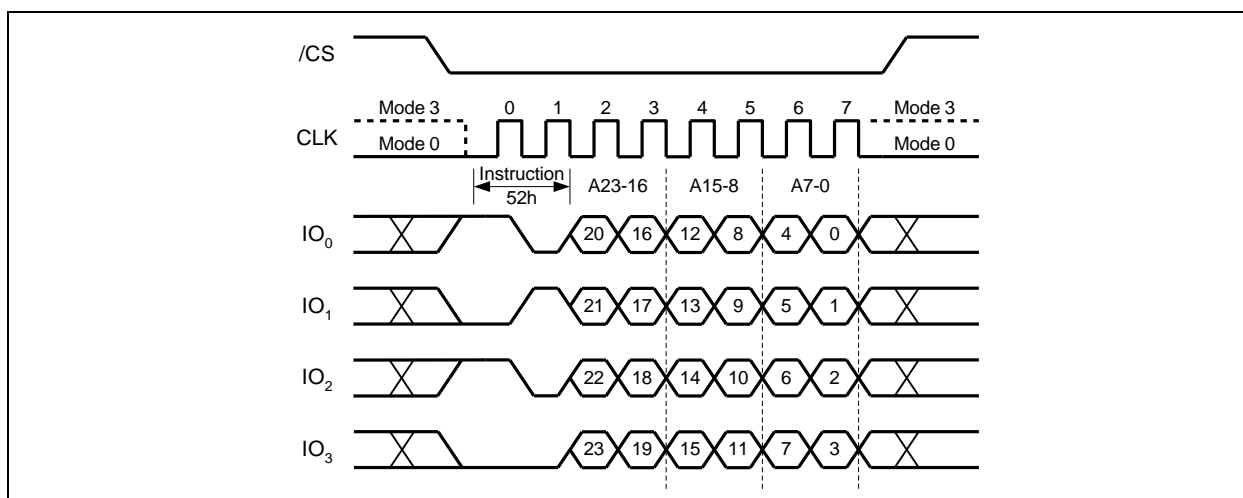 /CS
Mode 3 0 1 2 3 4 5 6 7 Mode 3
CLK
Mode 0 Mode 0
Instruction A23-16 A15-8 A7-0
52h
IO0 20 16 12 8 4 0
IO1 21 17 13 9 5 1
IO2 22 18 14 10 6 2
IO3 23 19 15 11 7 3